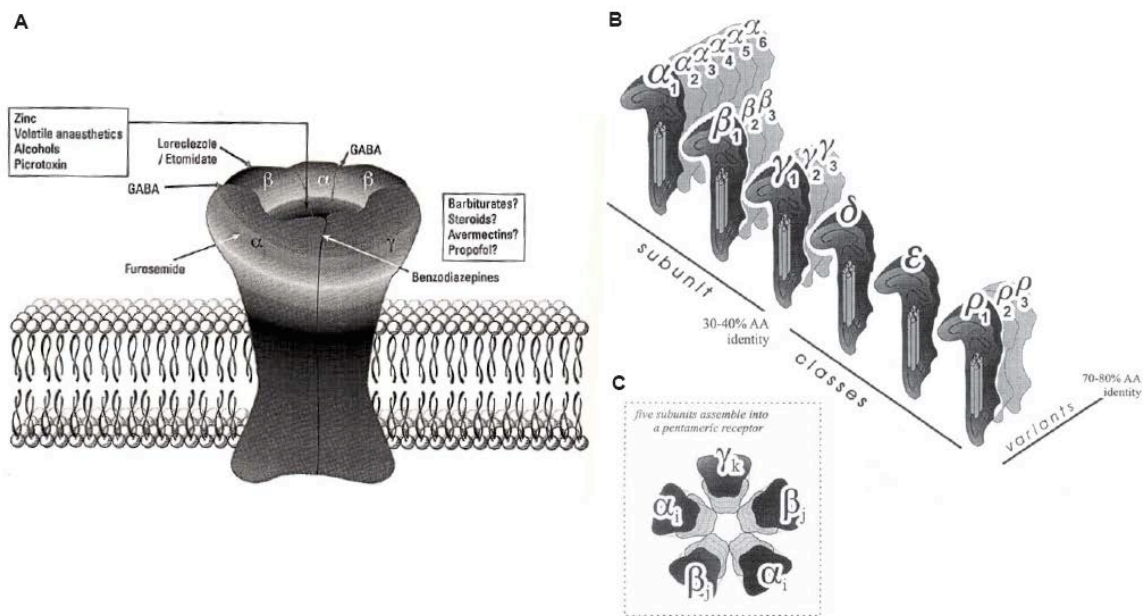 A
Zinc
Volatile anaesthetics
Alcohols
Picrotoxin
Loreclezole
/ Etomidate
GABA
GABA
β
α
β
α
γ
Furosemide
Barbiturates?
Steroids?
Avermectins?
Propofol?
Benzodiazepines
B
α1 α2 α3 α4 α5 α6
β1 β2 β3
γ1 γ2 γ3
δ
ε
ρ1 ρ2 ρ3
subunit classes
30-40% AA
identity
variants
70-80% AA
identity
C
five subunits assemble into
a pentameric receptor
γk
αi
βj
βj
αi